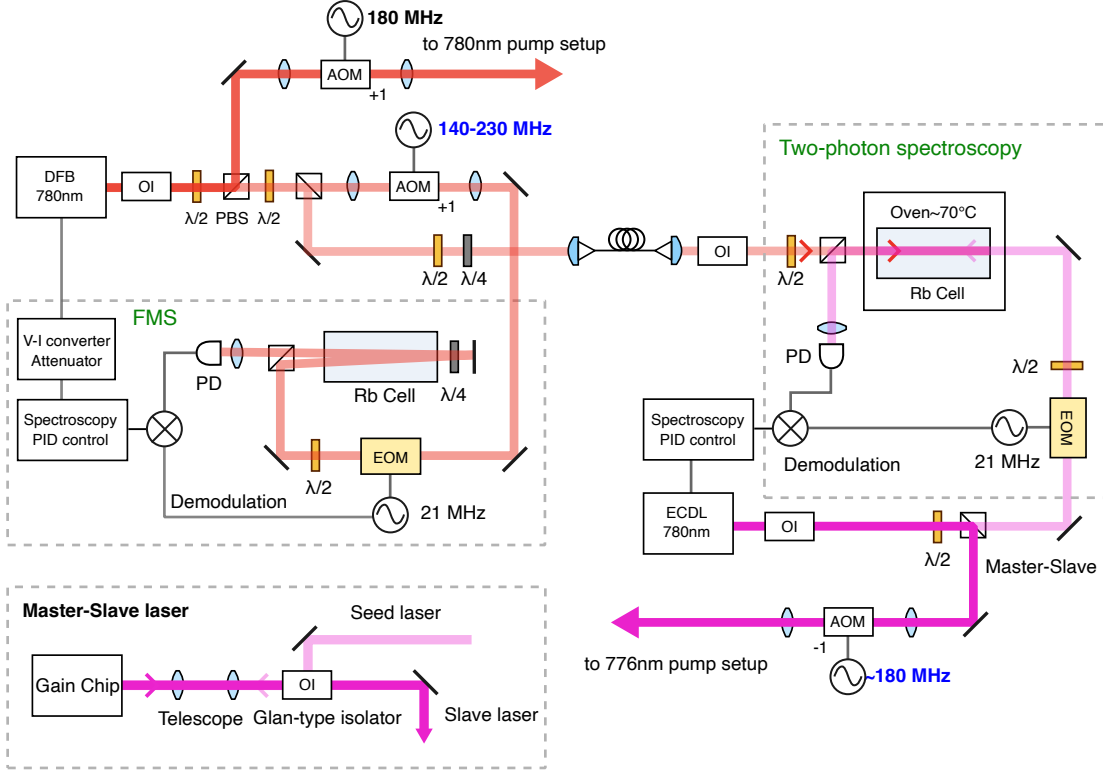 180 MHz
to 780nm pump setup
AOM
+1
140-230 MHz
DFB
780nm
OI
λ/2
PBS
λ/2
AOM
+1
λ/2
λ/4
OI
λ/2
Two-photon spectroscopy
Oven~70°C
Rb Cell
PD
λ/2
EOM
21 MHz
Spectroscopy
PID control
Demodulation
FMS
V-I converter
Attenuator
PD
Rb Cell
λ/4
Spectroscopy
PID control
λ/2
EOM
Demodulation
21 MHz
ECDL
780nm
OI
λ/2
Master-Slave
AOM
-1
to 776nm pump setup
~180 MHz
Master-Slave laser
Seed laser
Gain Chip
OI
Telescope
Glan-type isolator
Slave laser